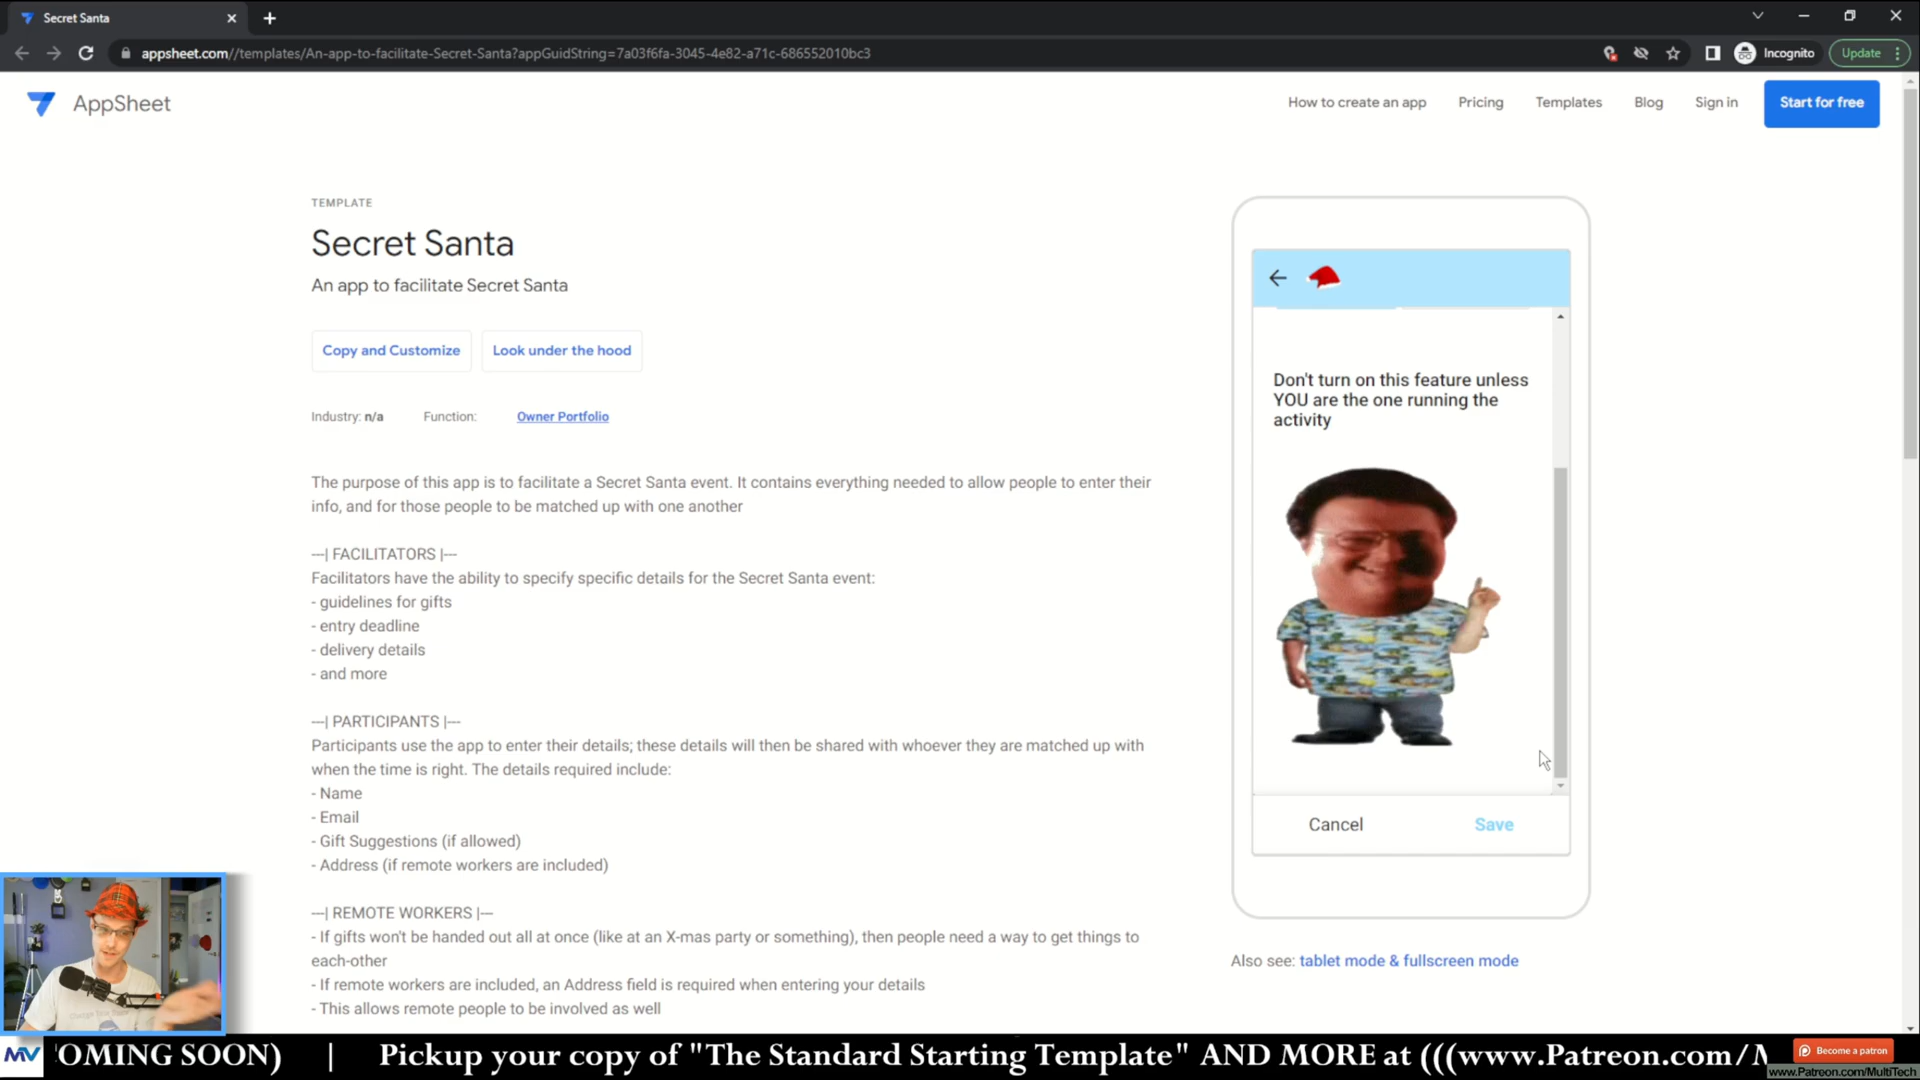 Secret Santa
appsheet.com//templates/An-app-to-facilitate-Secret-Santa?appGuidString=7a03f6fa-3045-4e82-a71c-686552010bc3
Incognito
Update
AppSheet
How to create an app
Pricing
Templates
Blog
Sign in
Start for free
TEMPLATE
Secret Santa
An app to facilitate Secret Santa
Copy and Customize
Look under the hood
Industry: n/a
Function:
Owner Portfolio
The purpose of this app is to facilitate a Secret Santa event. It contains everything needed to allow people to enter their
info, and for those people to be matched up with one another
---| FACILITATORS |---
Facilitators have the ability to specify specific details for the Secret Santa event:
- guidelines for gifts
- entry deadline
- delivery details
- and more
---| PARTICIPANTS |---
Participants use the app to enter their details; these details will then be shared with whoever they are matched up with
when the time is right. The details required include:
- Name
- Email
- Gift Suggestions (if allowed)
- Address (if remote workers are included)
---| REMOTE WORKERS |---
- If gifts won't be handed out all at once (like at an X-mas party or something), then people need a way to get things to
each-other
- If remote workers are included, an Address field is required when entering your details
- This allows remote people to be involved as well
Don't turn on this feature unless
YOU are the one running the
activity
Cancel
Save
Also see: tablet mode & fullscreen mode
MV
OMING SOON) | Pickup your copy of "The Standard Starting Template" AND MORE at (((www.Patreon.com/M
Become a patron
www.Patreon.com/MultiTech